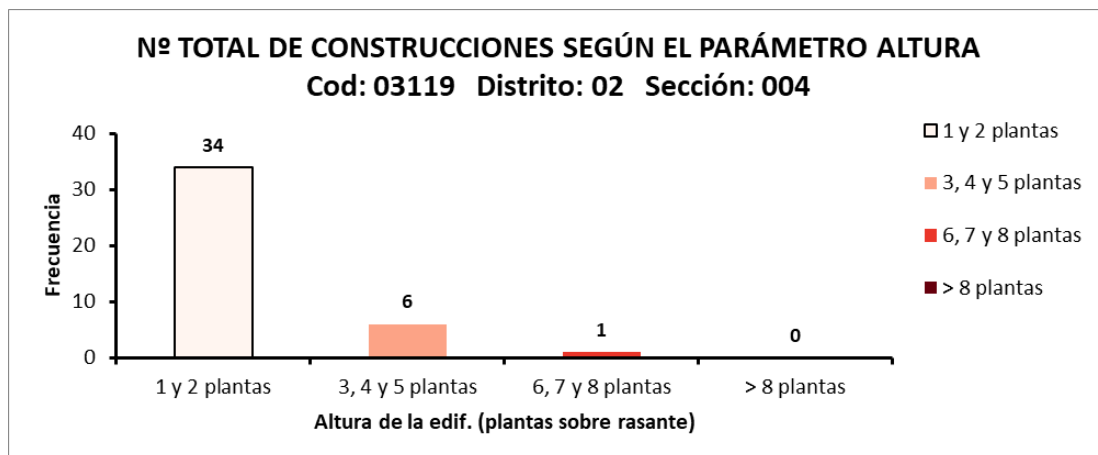 Nº TOTAL DE CONSTRUCCIONES SEGÚN EL PARÁMETRO ALTURA
Cod: 03119 Distrito: 02 Sección: 004
40
30
20
10
0
Frecuencia
34
6
1
0
1 y 2 plantas
3, 4 y 5 plantas
6, 7 y 8 plantas
> 8 plantas
Altura de la edif. (plantas sobre rasante)
1 y 2 plantas
3, 4 y 5 plantas
6, 7 y 8 plantas
> 8 plantas